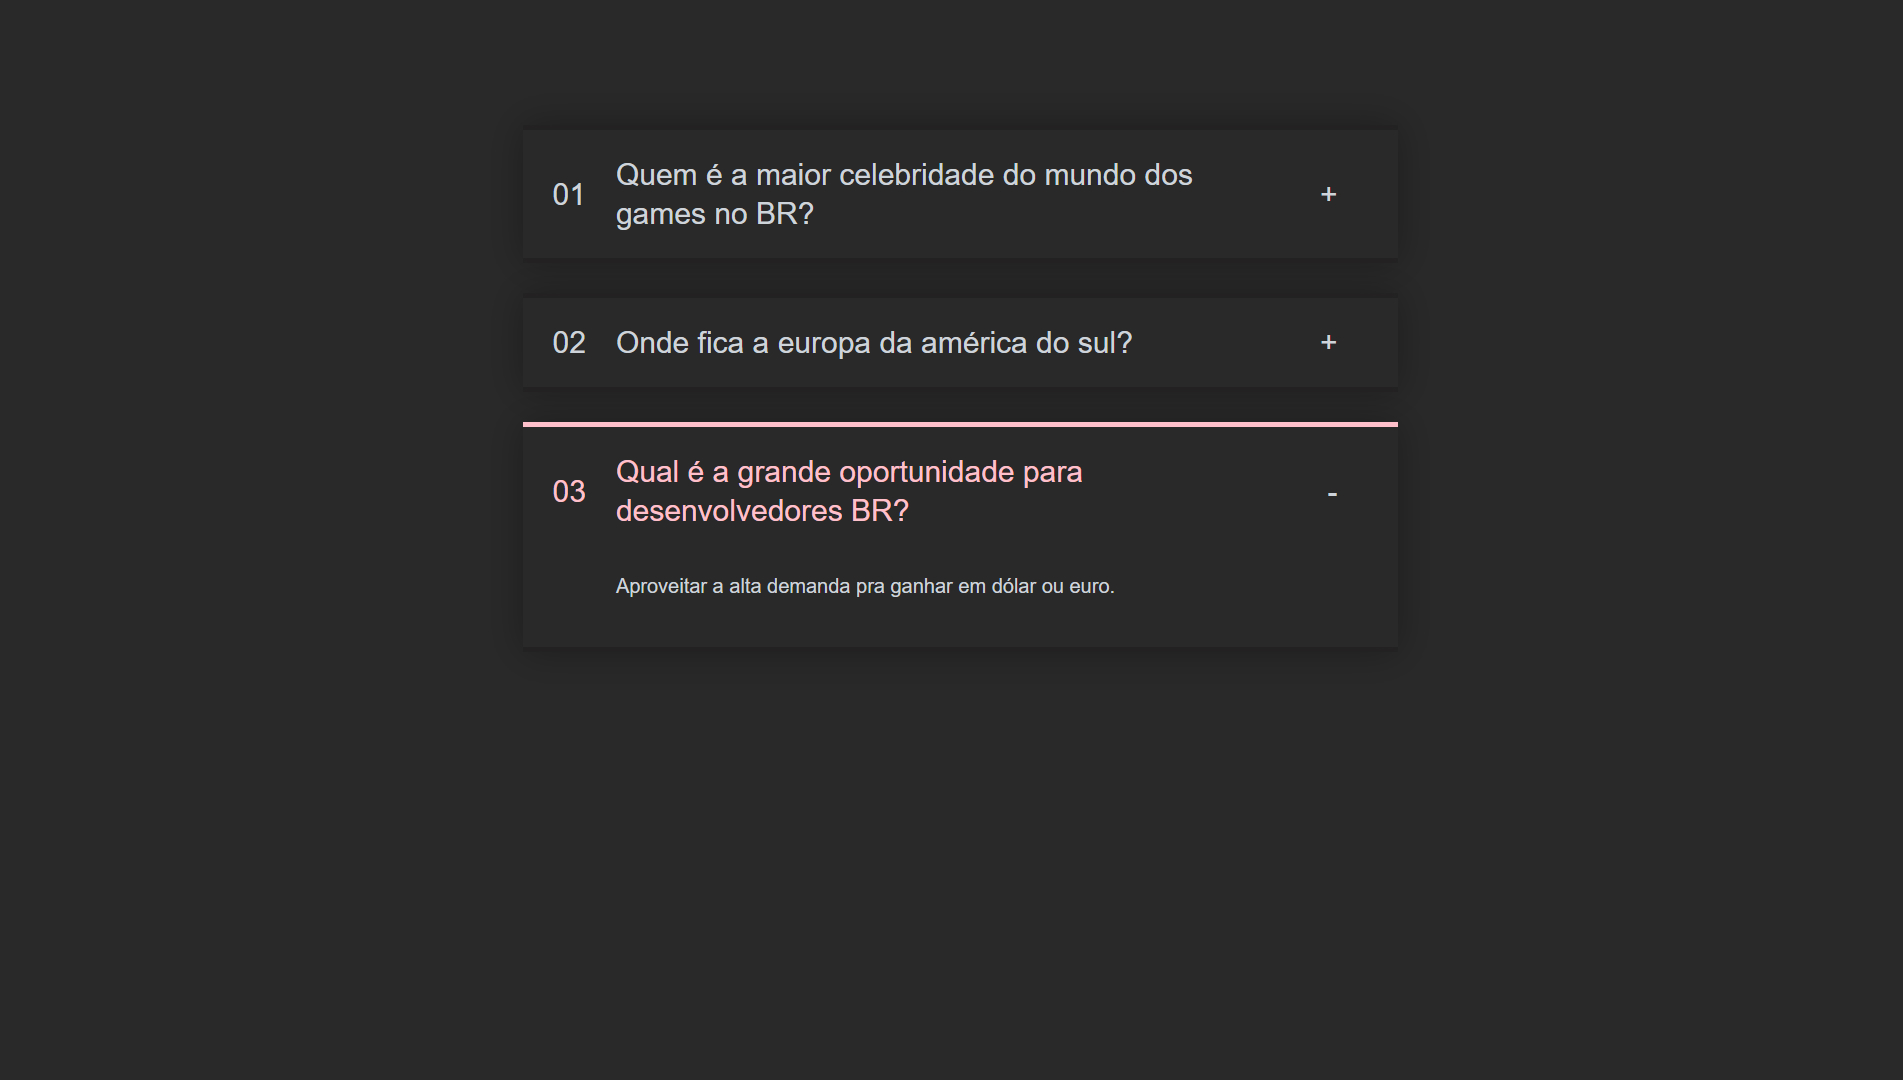 01
Quem é a maior celebridade do mundo dos
games no BR?
+
02
Onde fica a europa da américa do sul?
+
03
Qual é a grande oportunidade para
desenvolvedores BR?
-
Aproveitar a alta demanda pra ganhar em dólar ou euro.